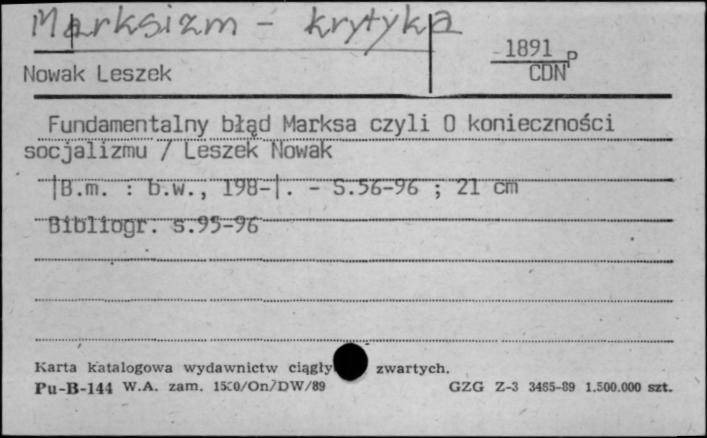 Marksizm - krytyka
1891 p
CDN
Nowak Leszek
Fundamentalny błąd Marksa czyli O konieczności
socjalizmu / Leszek Nowak
|B.m. : b.w., 198-|. - S.56-96 ; 21 cm
Bibliogr. s.95-96
Karta katalogowa wydawnictw ciągły zwartych.
Pu-B-144 W.A. zam. 1500/On/DW/89 GZG Z-3 3465-89 1.500.000 szt.